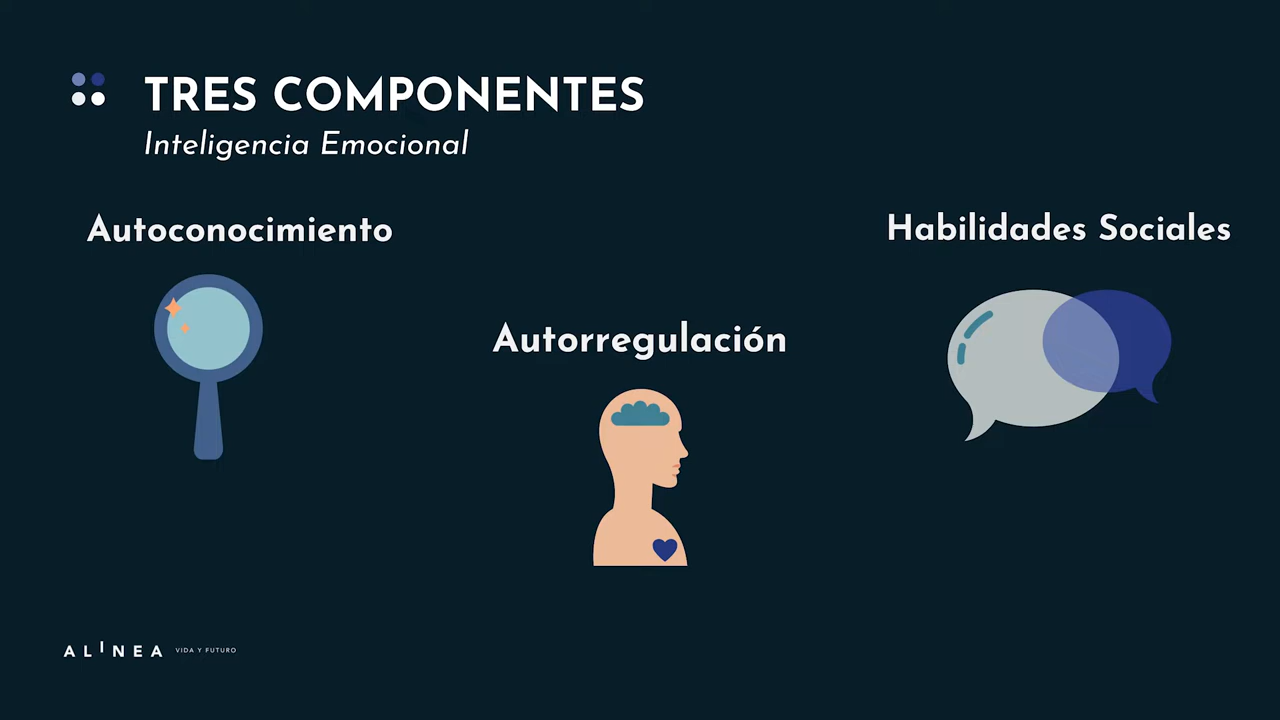 TRES COMPONENTES
Inteligencia Emocional
Autoconocimiento
Habilidades Sociales
Autorregulación
ALINEA VIDA Y FUTURO